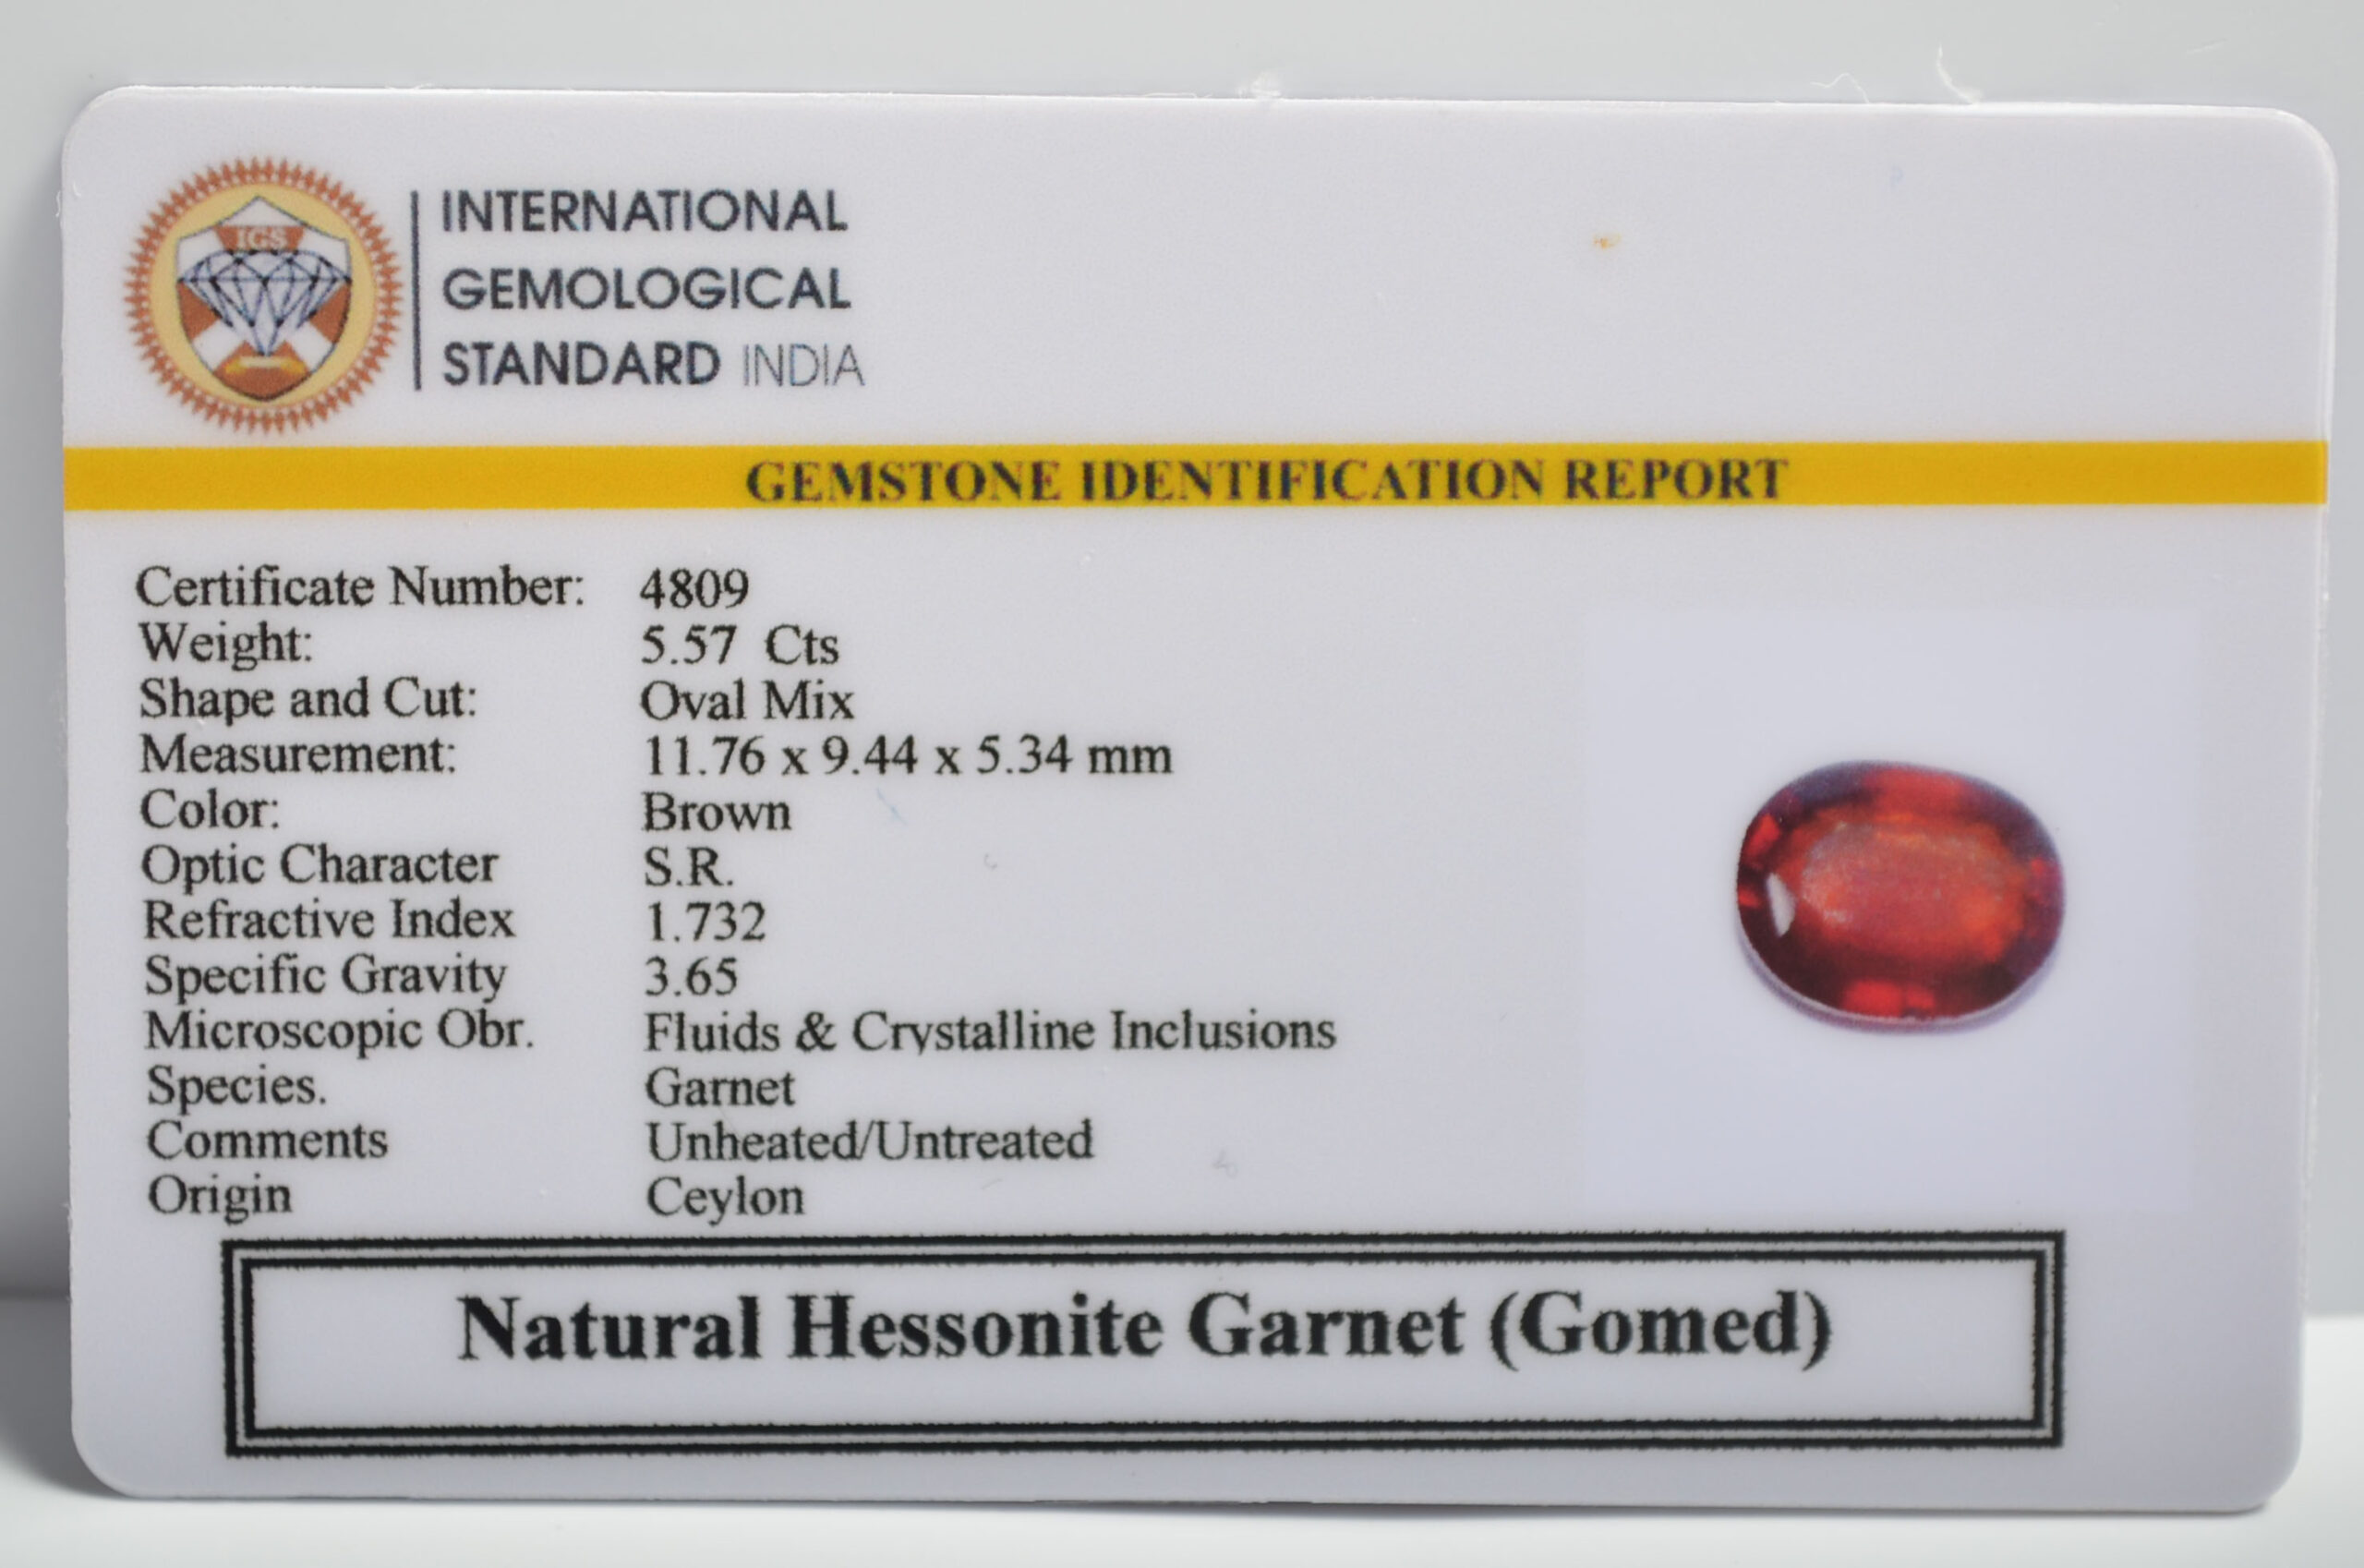 IGS
INTERNATIONAL
GEMOLOGICAL
STANDARD INDIA
GEMSTONE IDENTIFICATION REPORT
Certificate Number: 4809
Weight: 5.57 Cts
Shape and Cut: Oval Mix
Measurement: 11.76 x 9.44 x 5.34 mm
Color: Brown
Optic Character S.R.
Refractive Index 1.732
Specific Gravity 3.65
Microscopic Obr. Fluids & Crystalline Inclusions
Species. Garnet
Comments Unheated/Untreated
Origin Ceylon
Natural Hessonite Garnet (Gomed)